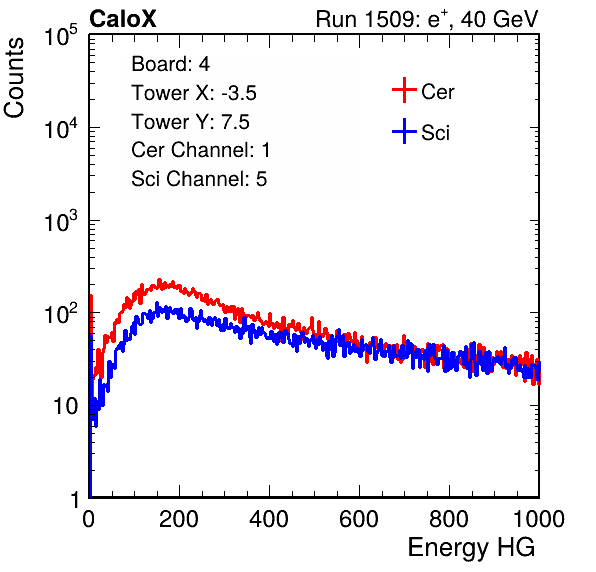 CaloX Run 1509: e⁺, 40 GeV
Counts
10⁵
10⁴
10³
10²
10
1
Board: 4
Tower X: -3.5
Tower Y: 7.5
Cer Channel: 1
Sci Channel: 5
Cer
Sci
0 200 400 600 800 1000
Energy HG